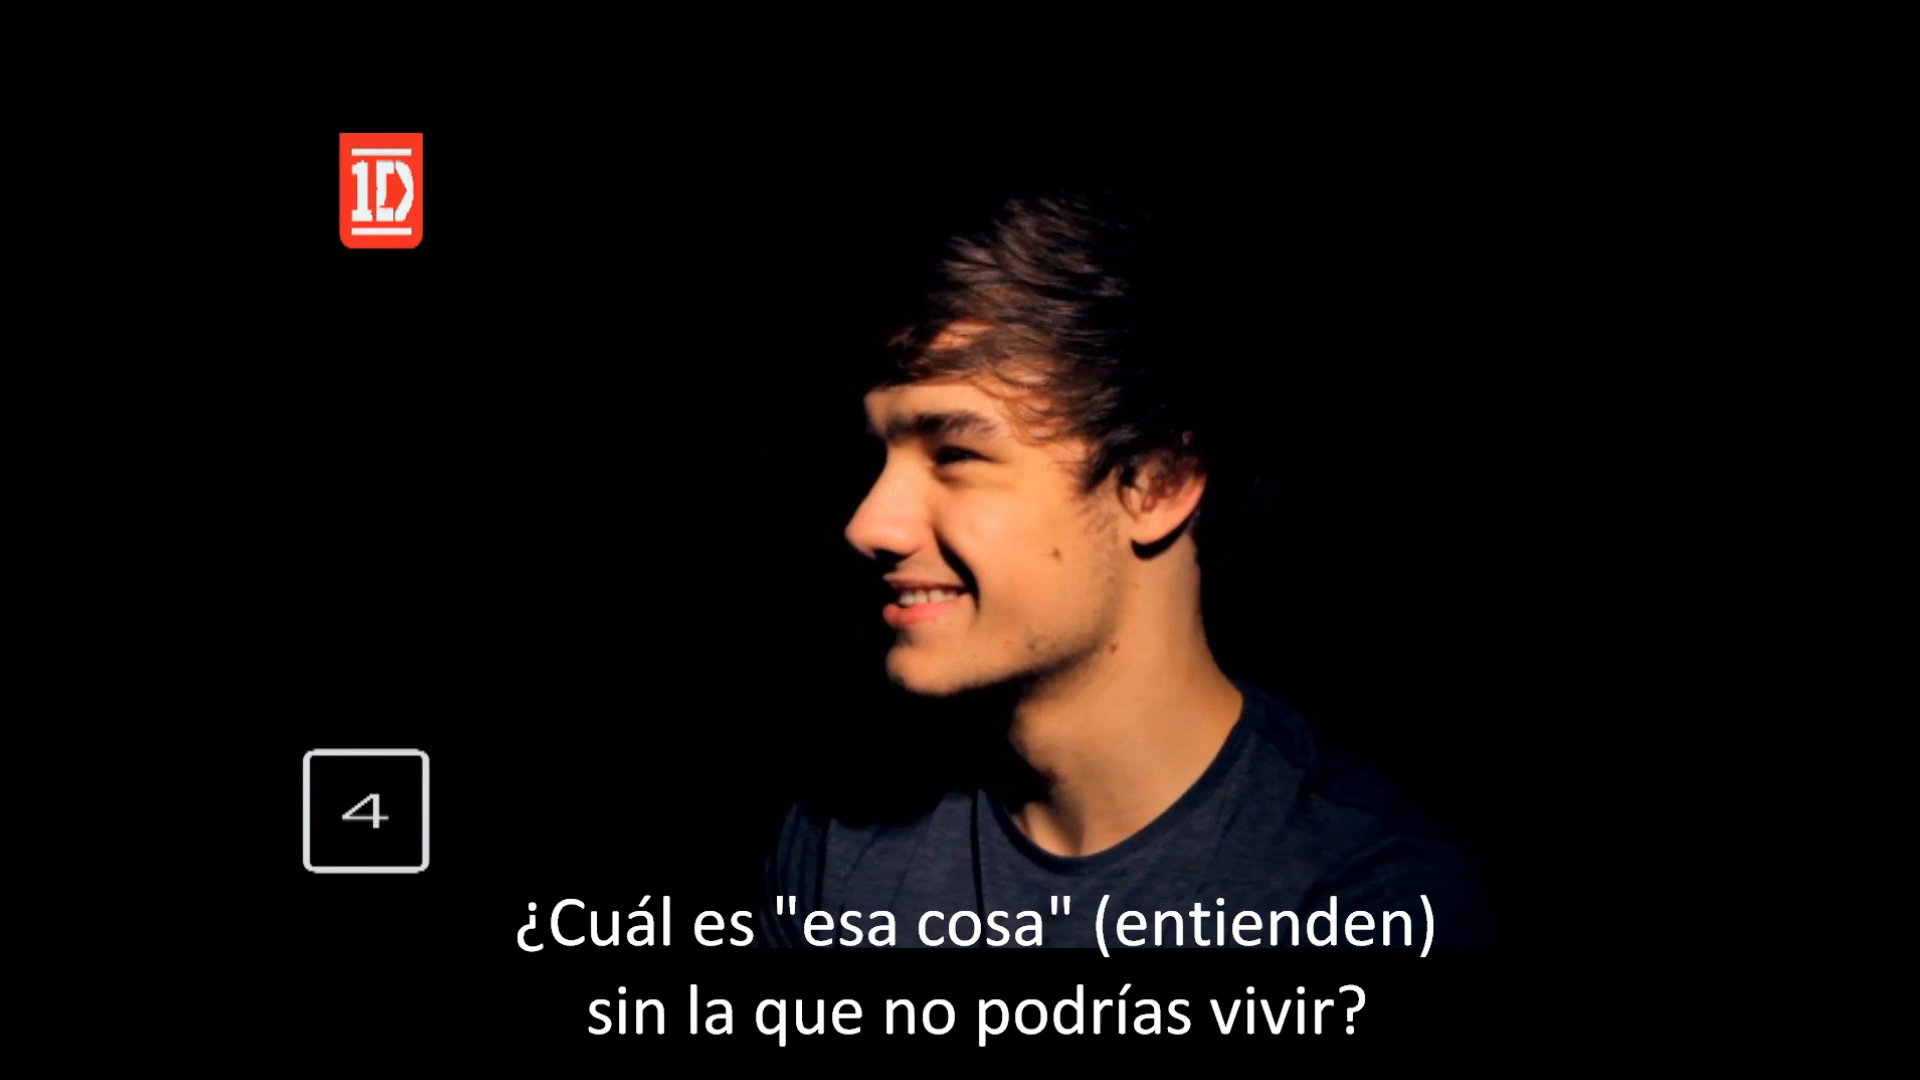 1D
4
¿Cuál es "esa cosa" (entienden)
sin la que no podrías vivir?